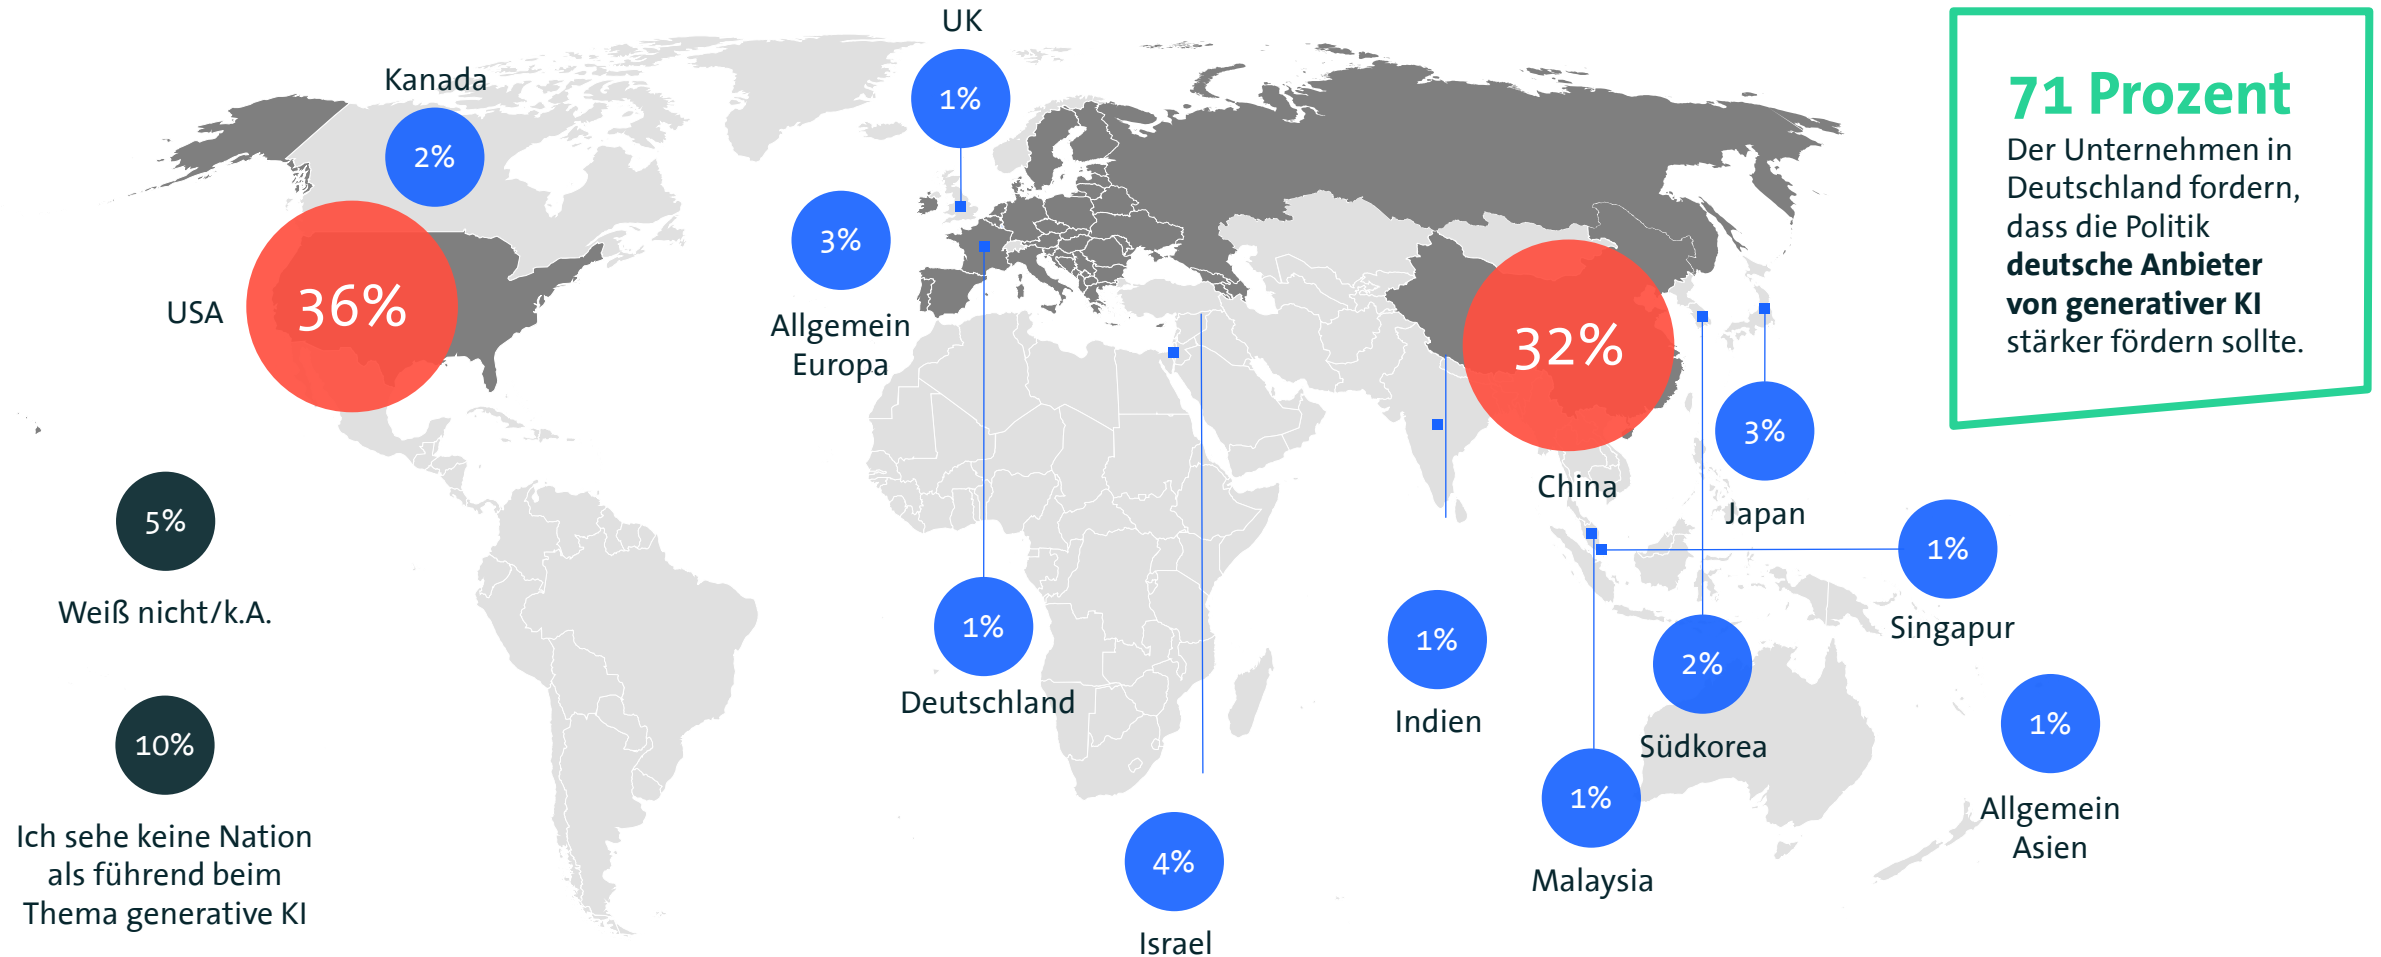 UK
1%
Kanada
2%
USA
36%
3%
Allgemein
Europa
32%
China
3%
Japan
71 Prozent
Der Unternehmen in
Deutschland fordern,
dass die Politik
deutsche Anbieter
von generativer KI
stärker fördern sollte.
5%
Weiß nicht/k.A.
10%
Ich sehe keine Nation
als führend beim
Thema generative KI
1%
Deutschland
4%
Israel
1%
Indien
1%
Singapur
2%
Südkorea
1%
Malaysia
1%
Allgemein
Asien